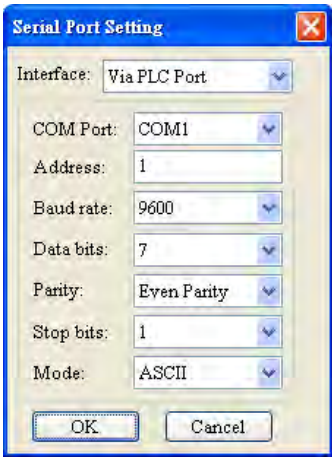 Serial Port Setting
Interface: Via PLC Port
COM Port: COM1
Address: 1
Baud rate: 9600
Data bits: 7
Parity: Even Parity
Stop bits: 1
Mode: ASCII
OK Cancel